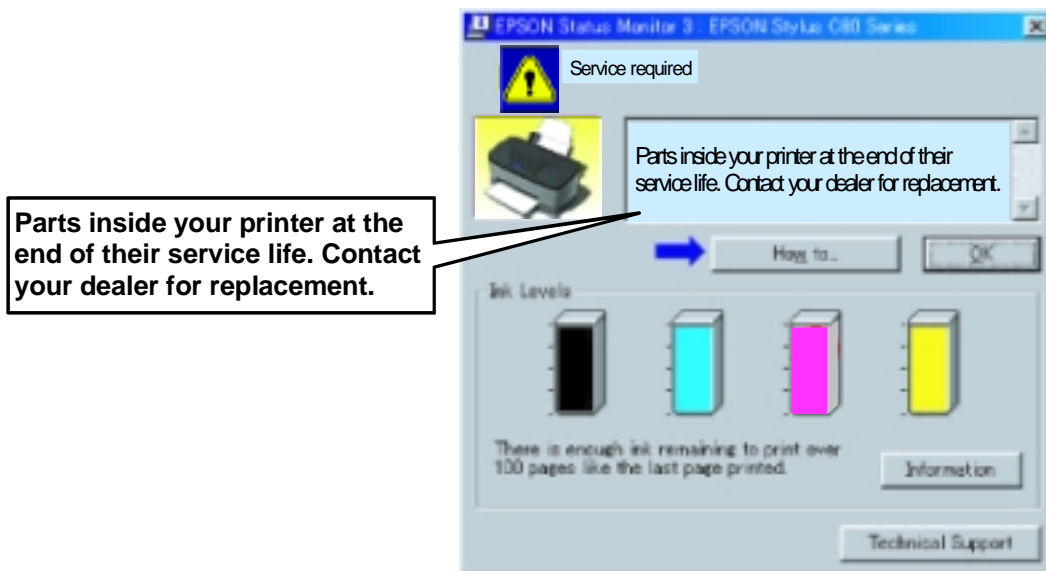 EPSON Status Monitor 3 : EPSON Stylus C80 Series
Service required
Parts inside your printer at the end of their
service life. Contact your dealer for replacement.
Parts inside your printer at the
end of their service life. Contact
your dealer for replacement.
How to...
OK
Ink Levels
There is enough ink remaining to print over
100 pages like the last page printed.
Information
Technical Support